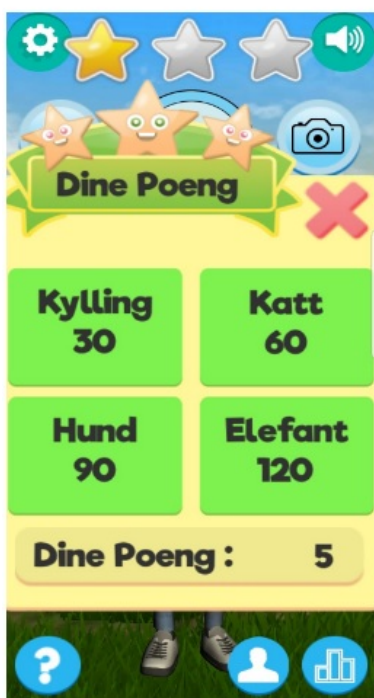 Dine Poeng
Kylling
30
Katt
60
Hund
90
Elefant
120
Dine Poeng : 5
?